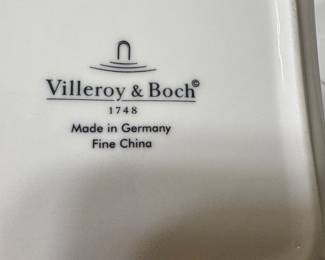 Villeroy & Boch©
1748
Made in Germany
Fine China